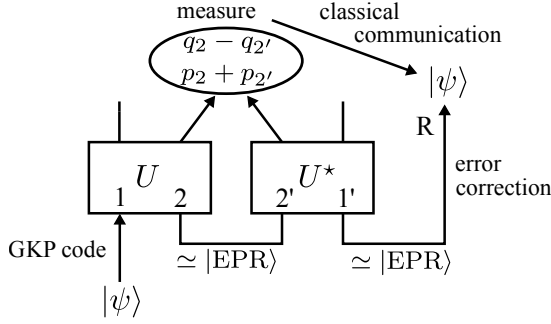 measure
classical
communication
q₂ − q₂′
p₂ + p₂′
|ψ⟩
R
U
1 2
U⋆
2' 1'
error
correction
GKP code
≃ |EPR⟩
≃ |EPR⟩
|ψ⟩